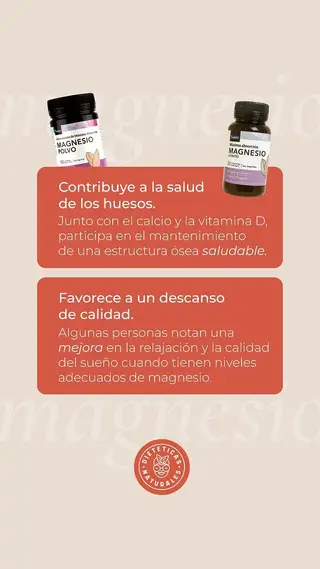 magnesio
MAGNESIO
POLVO
MAGNESIO
Contribuye a la salud
de los huesos.
Junto con el calcio y la vitamina D,
participa en el mantenimiento
de una estructura ósea saludable.
Favorece a un descanso
de calidad.
Algunas personas notan una
mejora en la relajación y la calidad
del sueño cuando tienen niveles
adecuados de magnesio.
magnesio
DIETETICAS
NATURALES